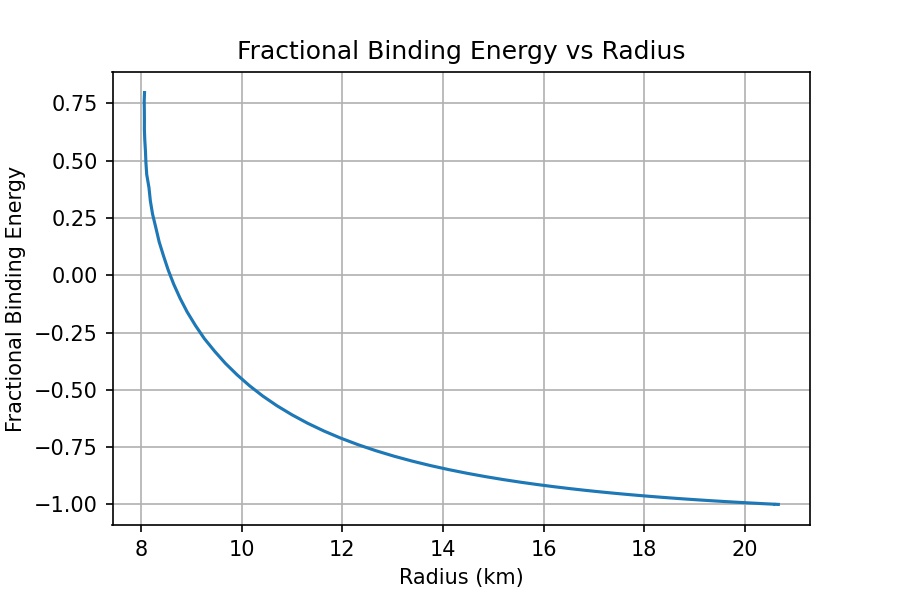 Fractional Binding Energy vs Radius
Fractional Binding Energy
0.75
0.50
0.25
0.00
−0.25
−0.50
−0.75
−1.00
8 10 12 14 16 18 20
Radius (km)